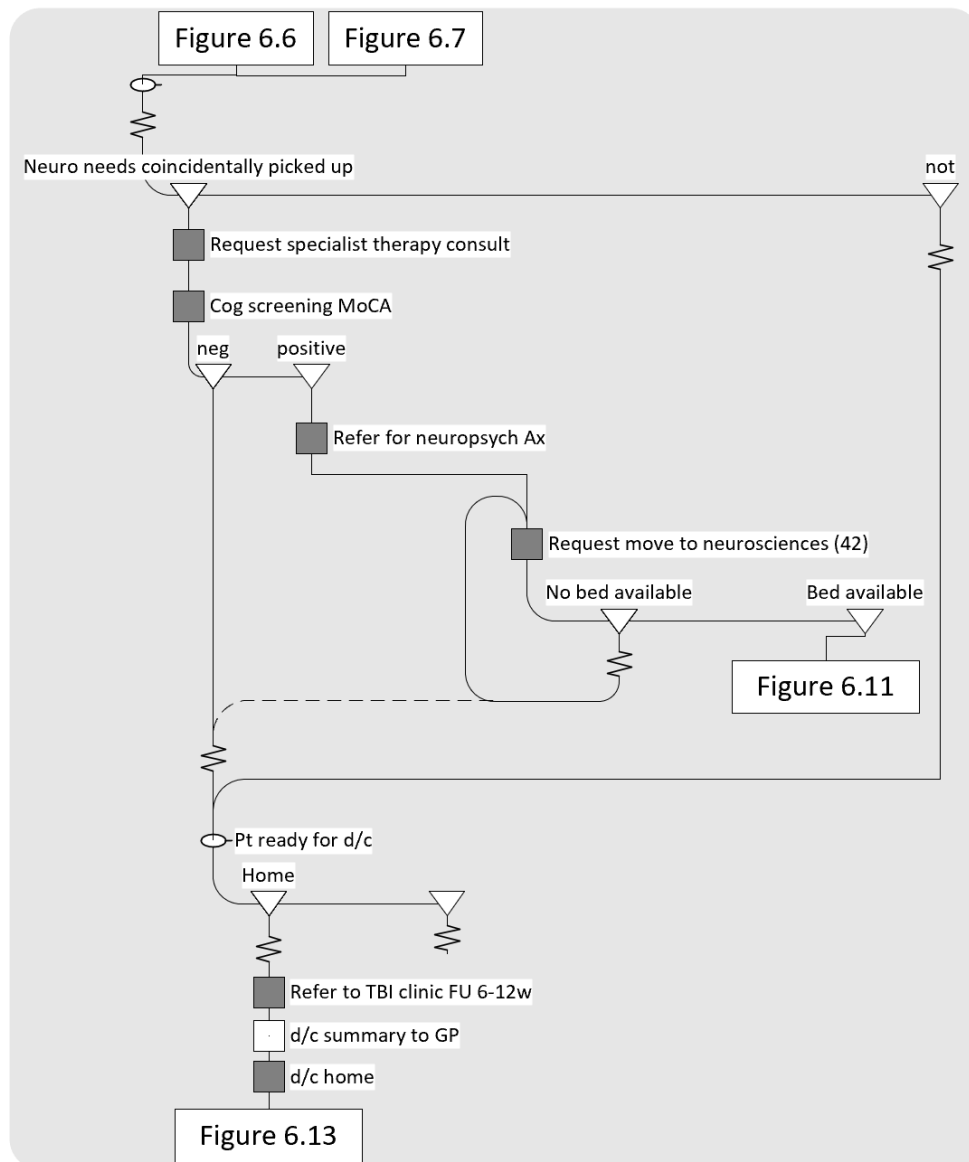 Figure 6.6
Figure 6.7
Neuro needs coincidentally picked up
not
Request specialist therapy consult
Cog screening MoCA
neg
positive
Refer for neuropsych Ax
Request move to neurosciences (42)
No bed available
Bed available
Figure 6.11
Pt ready for d/c
Home
Refer to TBI clinic FU 6-12w
d/c summary to GP
d/c home
Figure 6.13